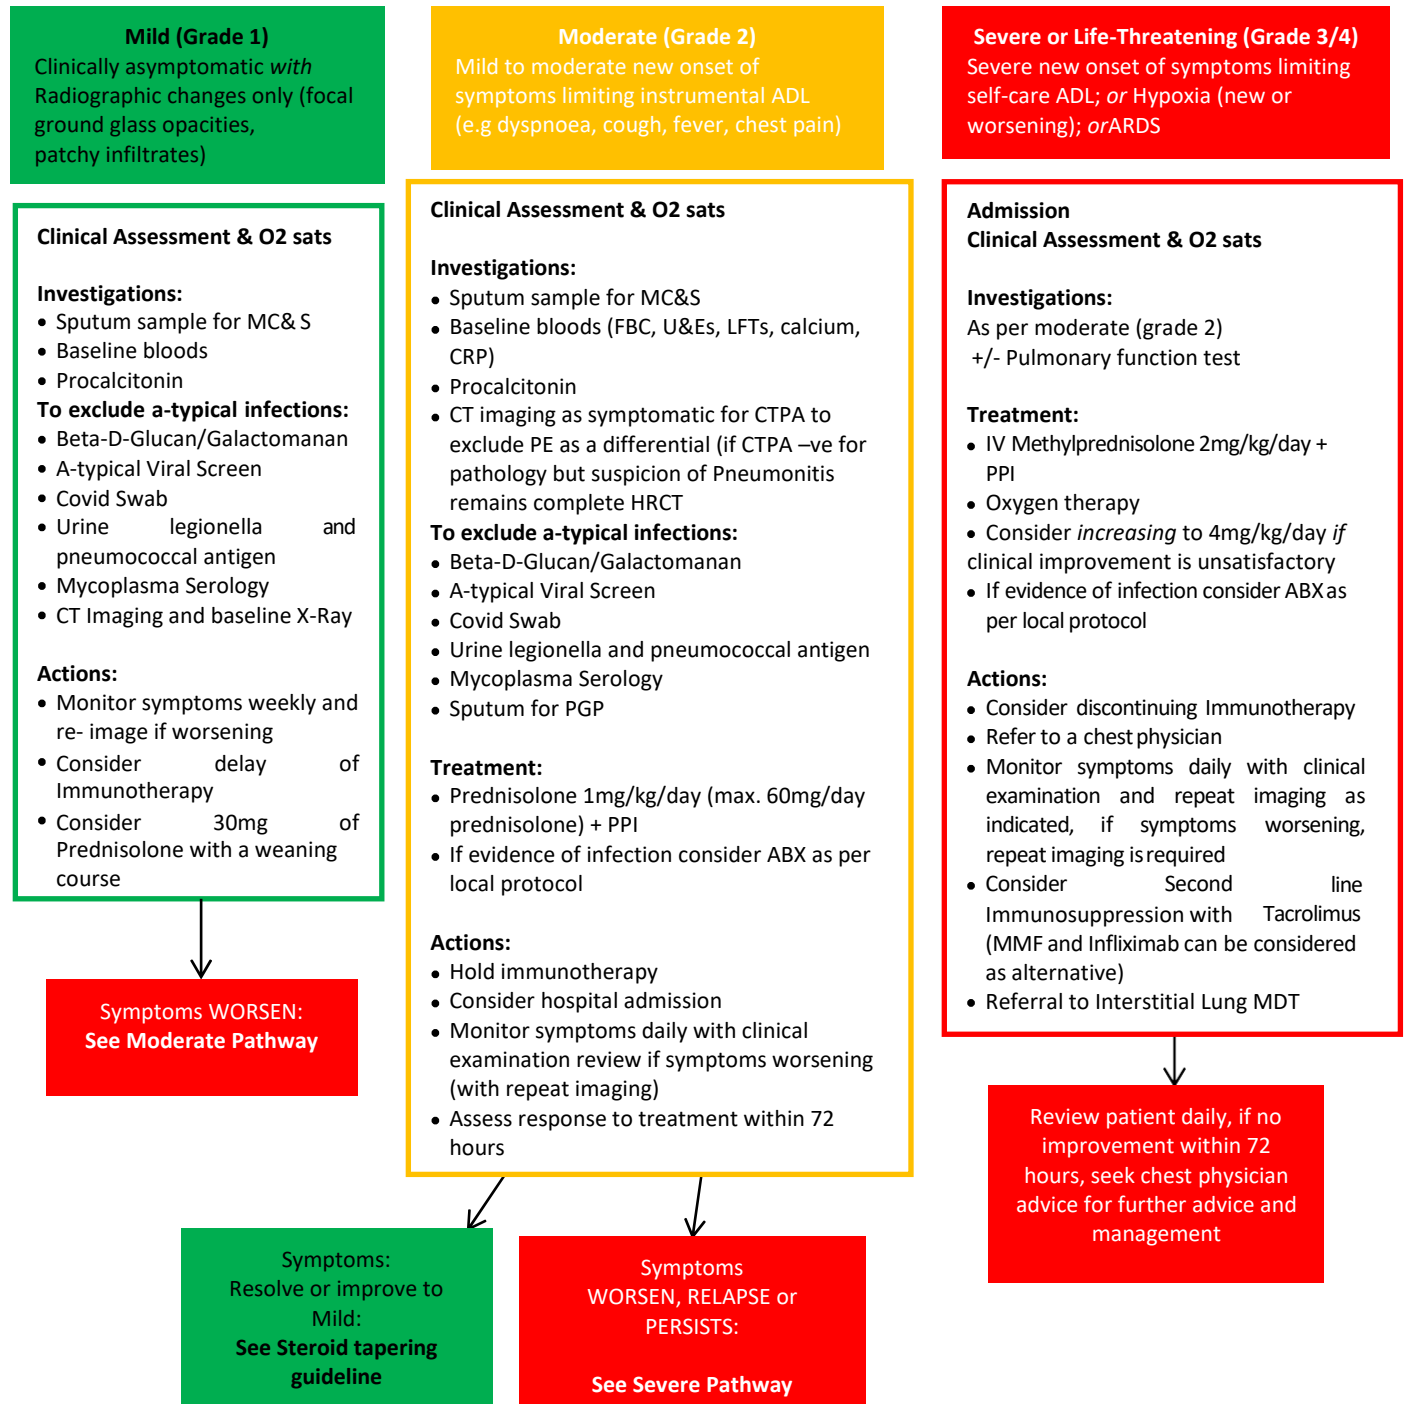 Mild (Grade 1)
Clinically asymptomatic with
Radiographic changes only (focal
ground glass opacities,
patchy infiltrates)
Clinical Assessment & O2 sats
Investigations:
• Sputum sample for MC& S
• Baseline bloods
• Procalcitonin
To exclude a-typical infections:
• Beta-D-Glucan/Galactomanan
• A-typical Viral Screen
• Covid Swab
• Urine legionella and
pneumococcal antigen
• Mycoplasma Serology
• CT Imaging and baseline X-Ray
Actions:
• Monitor symptoms weekly and
re- image if worsening
• Consider delay of
Immunotherapy
• Consider 30mg of
Prednisolone with a weaning
course
Symptoms WORSEN:
See Moderate Pathway
Moderate (Grade 2)
Mild to moderate new onset of
symptoms limiting instrumental ADL
(e.g dyspnoea, cough, fever, chest pain)
Clinical Assessment & O2 sats
Investigations:
• Sputum sample for MC&S
• Baseline bloods (FBC, U&Es, LFTs, calcium,
CRP)
• Procalcitonin
• CT imaging as symptomatic for CTPA to
exclude PE as a differential (if CTPA –ve for
pathology but suspicion of Pneumonitis
remains complete HRCT
To exclude a-typical infections:
• Beta-D-Glucan/Galactomanan
• A-typical Viral Screen
• Covid Swab
• Urine legionella and pneumococcal antigen
• Mycoplasma Serology
• Sputum for PGP
Treatment:
• Prednisolone 1mg/kg/day (max. 60mg/day
prednisolone) + PPI
• If evidence of infection consider ABX as per
local protocol
Actions:
• Hold immunotherapy
• Consider hospital admission
• Monitor symptoms daily with clinical
examination review if symptoms worsening
(with repeat imaging)
• Assess response to treatment within 72
hours
Symptoms:
Resolve or improve to
Mild:
See Steroid tapering
guideline
Symptoms
WORSEN, RELAPSE or
PERSISTS:
See Severe Pathway
Severe or Life-Threatening (Grade 3/4)
Severe new onset of symptoms limiting
self-care ADL; or Hypoxia (new or
worsening); orARDS
Admission
Clinical Assessment & O2 sats
Investigations:
As per moderate (grade 2)
+/- Pulmonary function test
Treatment:
• IV Methylprednisolone 2mg/kg/day +
PPI
• Oxygen therapy
• Consider increasing to 4mg/kg/day if
clinical improvement is unsatisfactory
• If evidence of infection consider ABX as
per local protocol
Actions:
• Consider discontinuing Immunotherapy
• Refer to a chest physician
• Monitor symptoms daily with clinical
examination and repeat imaging as
indicated, if symptoms worsening,
repeat imaging is required
• Consider Second line
Immunosuppression with Tacrolimus
(MMF and Infliximab can be considered
as alternative)
• Referral to Interstitial Lung MDT
Review patient daily, if no
improvement within 72
hours, seek chest physician
advice for further advice and
management